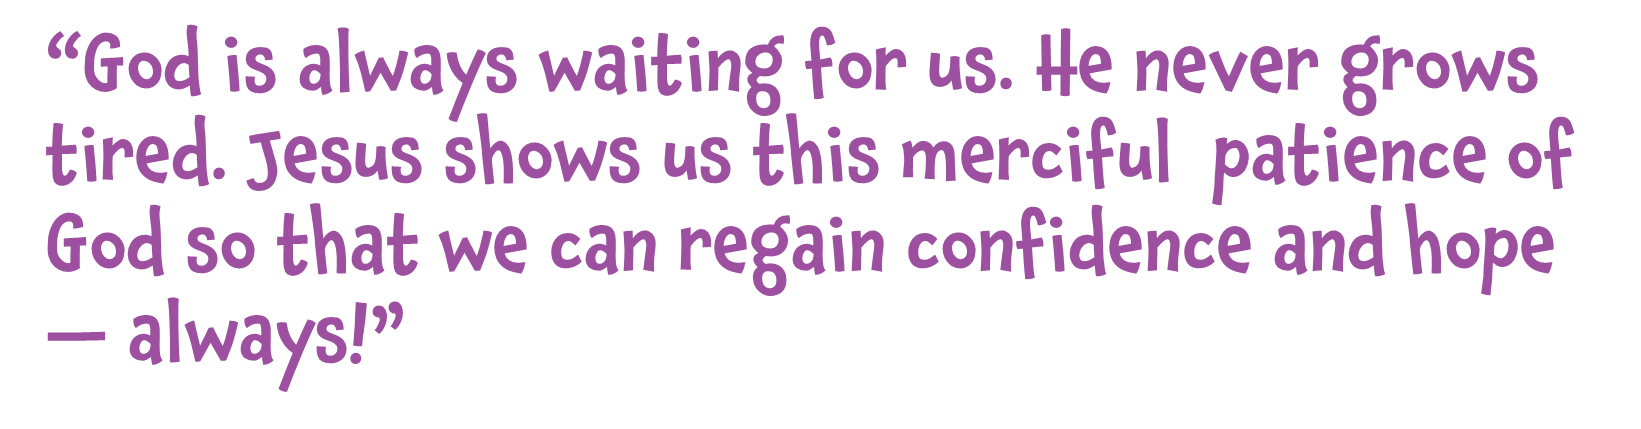 “God is always waiting for us. He never grows
tired. Jesus shows us this merciful  patience of
God so that we can regain confidence and hope
— always!”